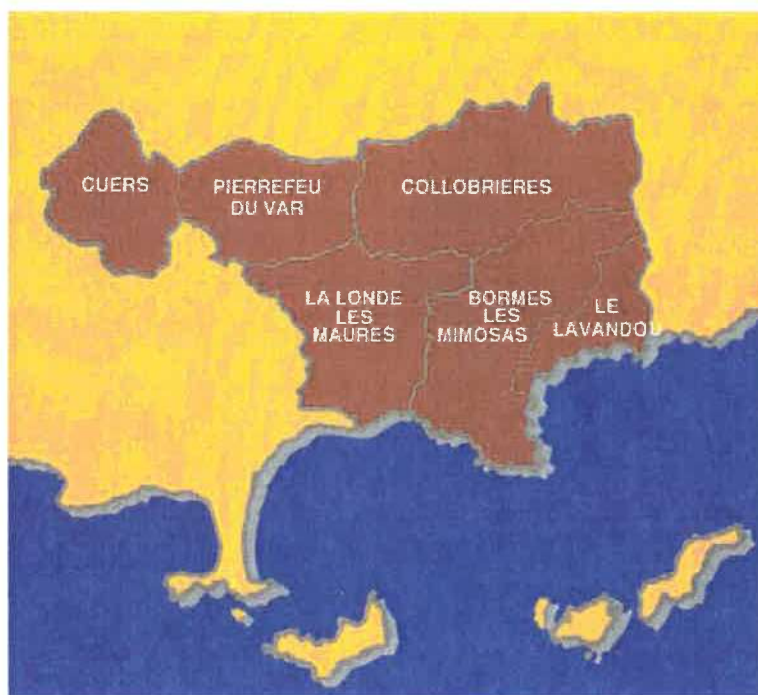 CUERS
PIERREFEU
DU VAR
COLLOBRIERES
LA LONDE
LES
MAURES
BORMES
LES
MIMOSAS
LE
LAVANDOU